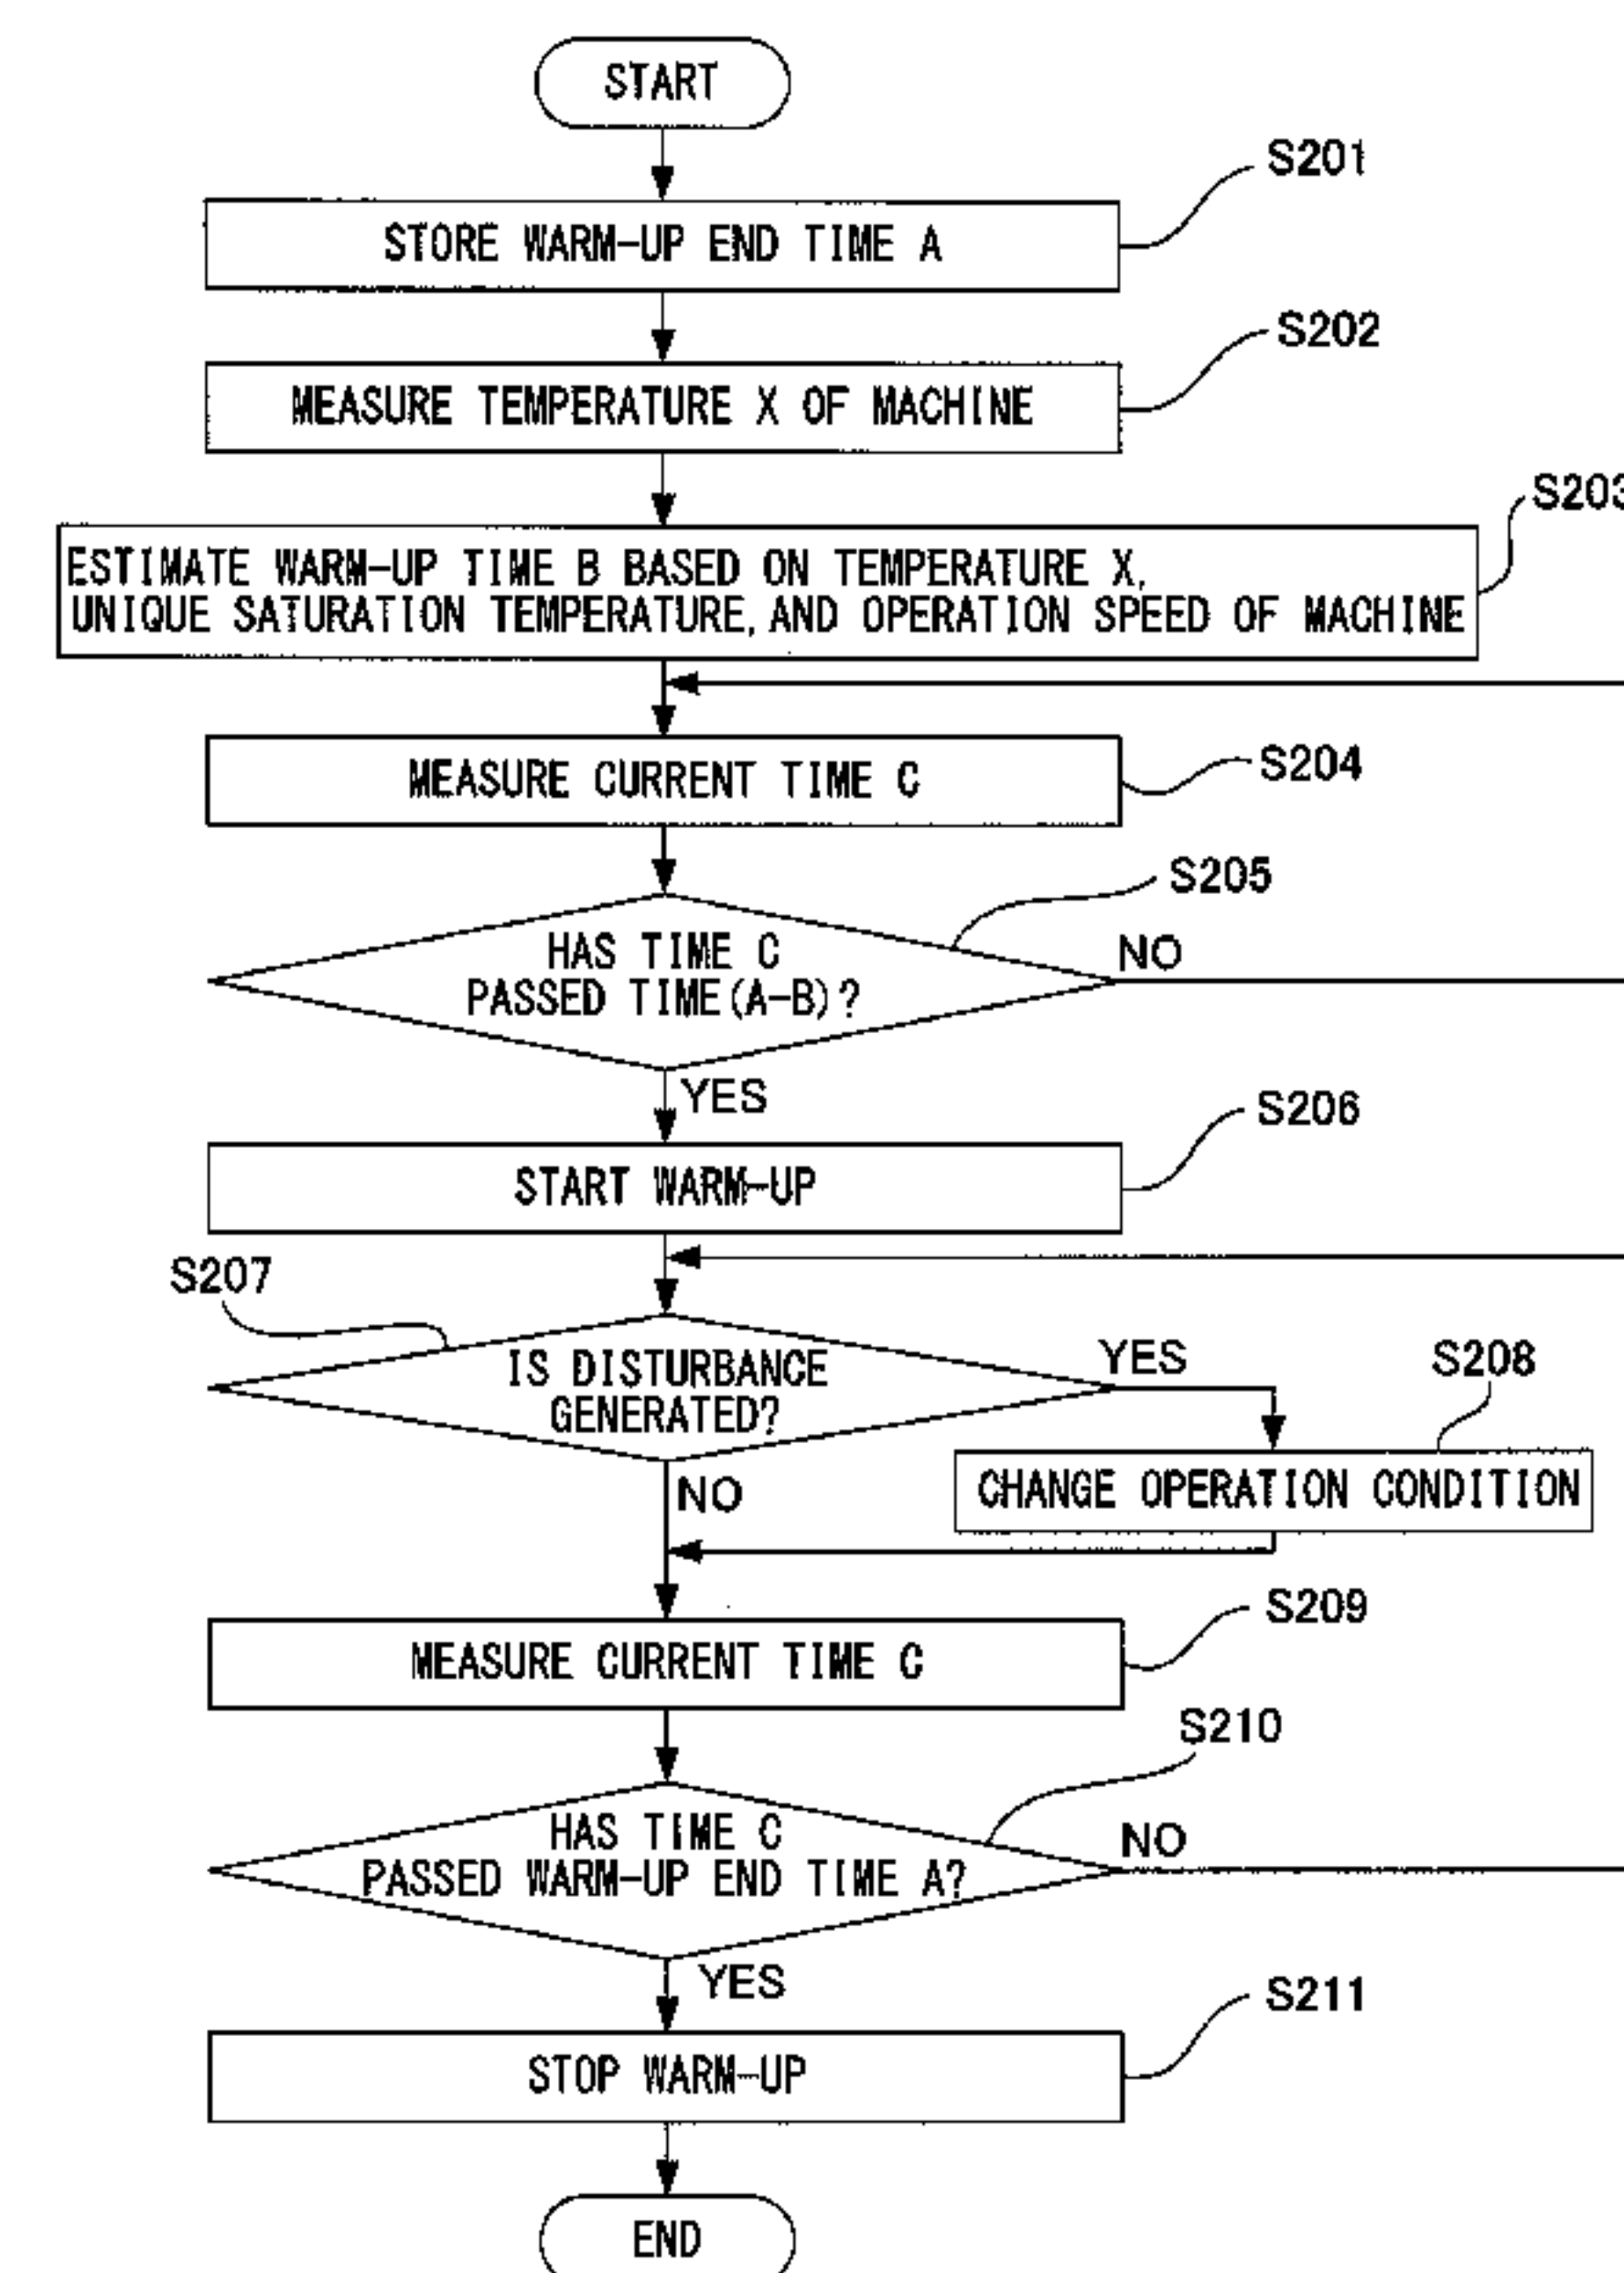 START
S201
STORE WARM-UP END TIME A
S202
MEASURE TEMPERATURE X OF MACHINE
S203
ESTIMATE WARM-UP TIME B BASED ON TEMPERATURE X,
UNIQUE SATURATION TEMPERATURE, AND OPERATION SPEED OF MACHINE
MEASURE CURRENT TIME C
S204
S205
HAS TIME C
PASSED TIME(A-B)?
NO
YES
S206
START WARM-UP
S207
IS DISTURBANCE
GENERATED?
YES
S208
CHANGE OPERATION CONDITION
NO
S209
MEASURE CURRENT TIME C
S210
HAS TIME C
PASSED WARM-UP END TIME A?
NO
YES
S211
STOP WARM-UP
END